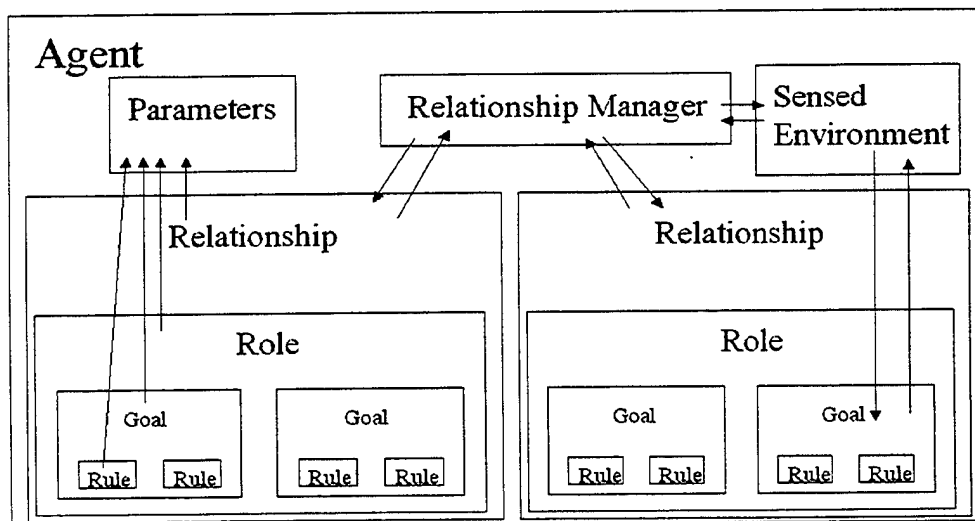 Agent
Parameters
Relationship Manager
Sensed
Environment
Relationship
Relationship
Role
Role
Goal
Goal
Goal
Goal
Rule
Rule
Rule
Rule
Rule
Rule
Rule
Rule